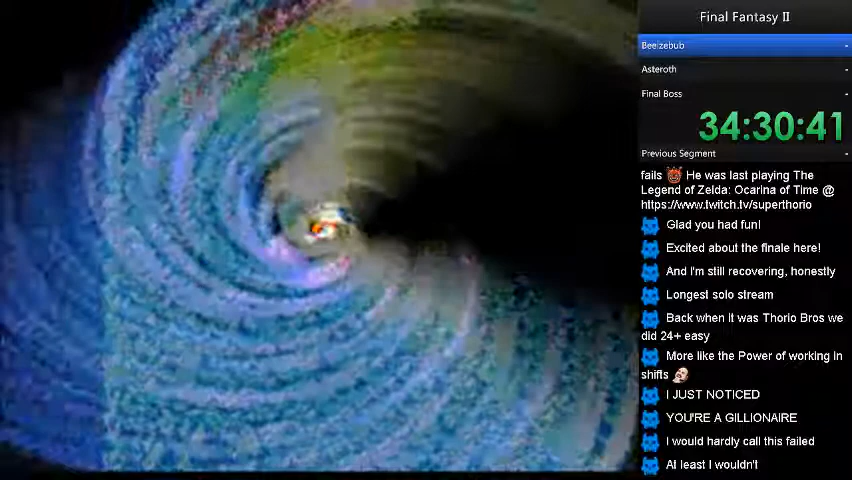 Final Fantasy II
Beelzebub -
Asteroth -
Final Boss -
34:30:41
Previous Segment -
fails He was last playing The
Legend of Zelda: Ocarina of Time @
https://www.twitch.tv/superthorio
Glad you had fun!
Excited about the finale here!
And I'm still recovering, honestly
Longest solo stream
Back when it was Thorio Bros we
did 24+ easy
More like the Power of working in
shifts
I JUST NOTICED
YOU'RE A GILLIONAIRE
I would hardly call this failed
At least I wouldn't